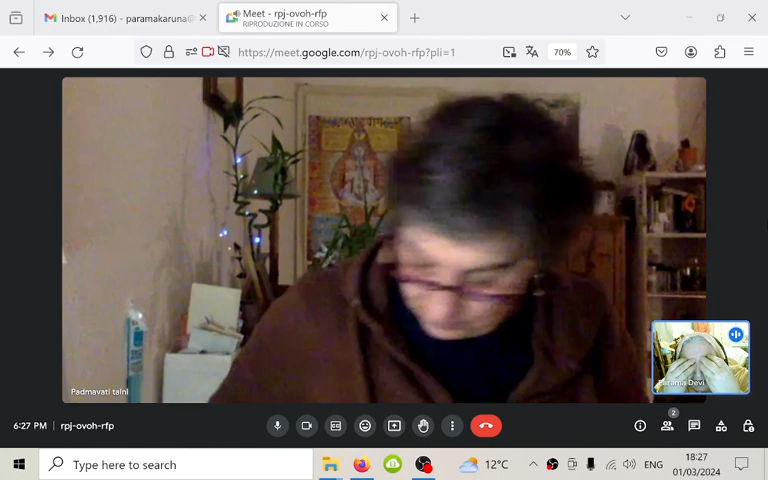 Inbox (1,916) - paramakaruna@
Meet - rpj-ovoh-rfp
RIPRODUZIONE IN CORSO
https://meet.google.com/rpj-ovoh-rfp?pli=1
70%
Padmavati taini
Parama Devi
6:27 PM
rpj-ovoh-rfp
2
Type here to search
12°C
ENG
18:27
01/03/2024